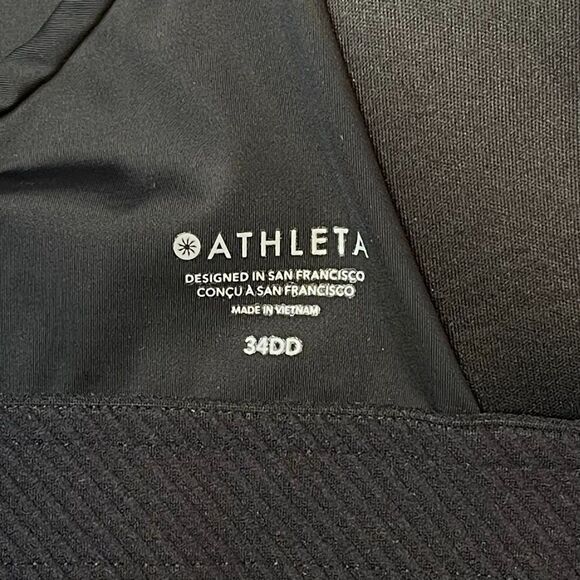 ATHLETA
DESIGNED IN SAN FRANCISCO
CONÇU À SAN FRANCISCO
MADE IN VIETNAM
34DD